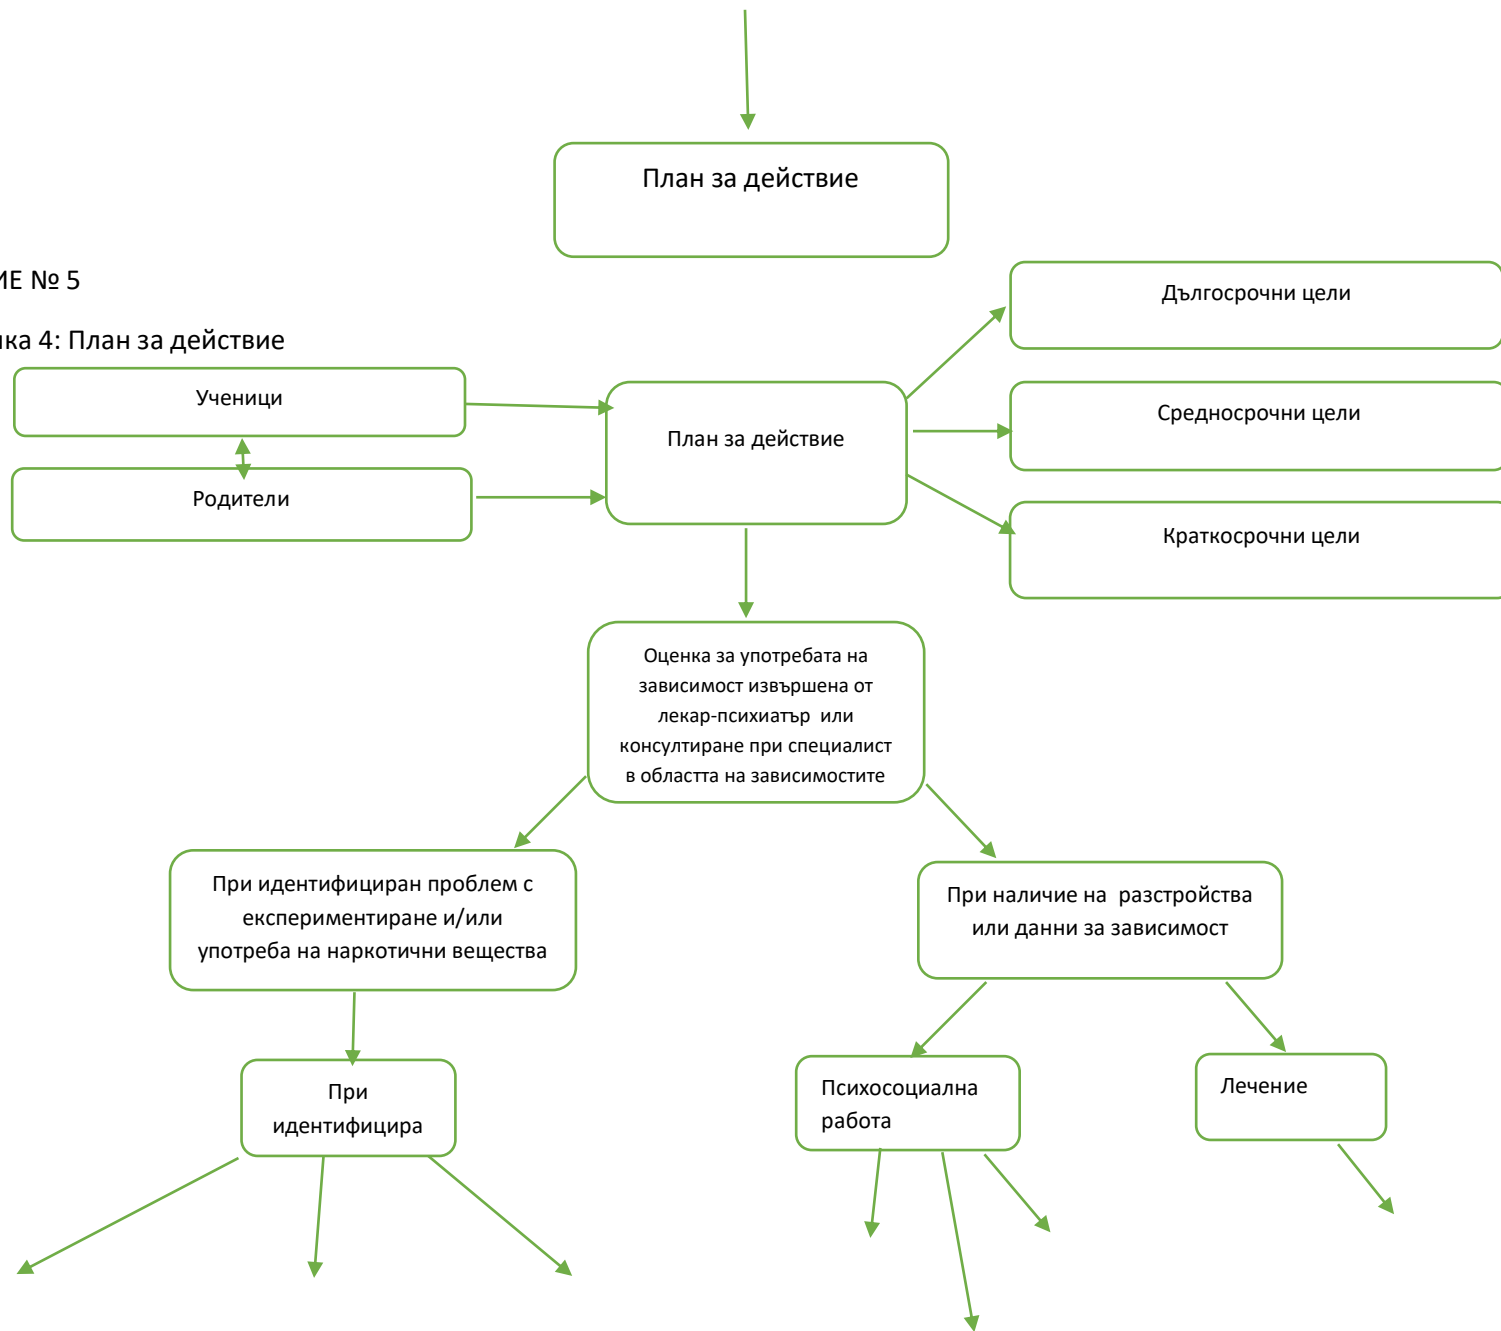 План за действие
ИЕ № 5
ка 4: План за действие
Дългосрочни цели
Ученици
Средносрочни цели
План за действие
Родители
Краткосрочни цели
Оценка за употребата на
зависимост извършена от
лекар-психиатър или
консултиране при специалист
в областта на зависимостите
При идентифициран проблем с
експериментиране и/или
употреба на наркотични вещества
При наличие на разстройства
или данни за зависимост
При
идентифицира
Психосоциална
работа
Лечение